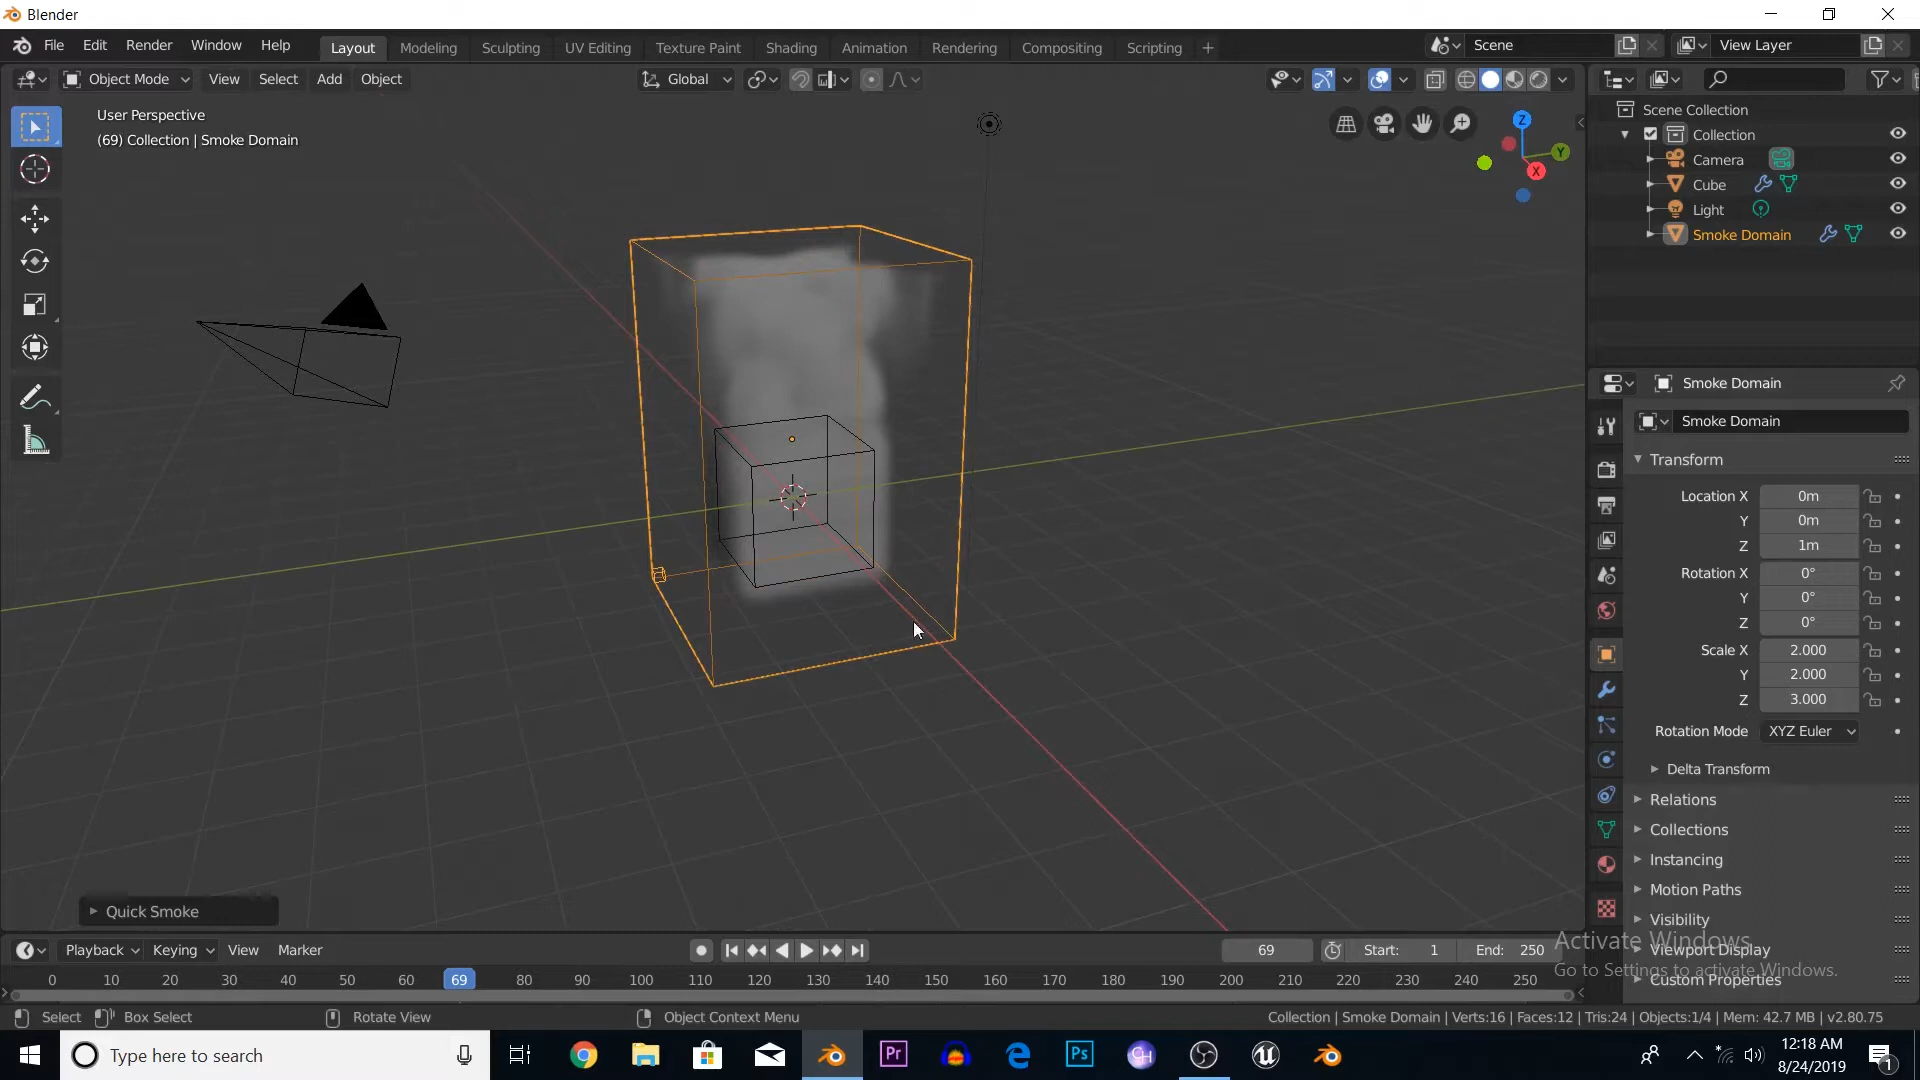 Blender
File Edit Render Window Help Layout Modeling Sculpting UV Editing Texture Paint Shading Animation Rendering Compositing Scripting + Scene View Layer
Object Mode View Select Add Object Global
User Perspective
(69) Collection | Smoke Domain
Z
Y
X
Scene Collection
Collection
Camera
Cube
Light
Smoke Domain
Smoke Domain
Smoke Domain
Transform
Location X 0m
Y 0m
Z 1m
Rotation X 0°
Y 0°
Z 0°
Scale X 2.000
Y 2.000
Z 3.000
Rotation Mode XYZ Euler
Delta Transform
Relations
Collections
Instancing
Motion Paths
Visibility
Viewport Display
Custom Properties
Activate Windows
Go to Settings to activate Windows.
Quick Smoke
Playback Keying View Marker 69 Start: 1 End: 250
0 10 20 30 40 50 60 69 80 90 100 110 120 130 140 150 160 170 180 190 200 210 220 230 240 250
Select Box Select Rotate View Object Context Menu Collection | Smoke Domain | Verts:16 | Faces:12 | Tris:24 | Objects:1/4 | Mem: 42.7 MB | v2.80.75
Type here to search Pr Ps CH 12:18 AM
8/24/2019
1